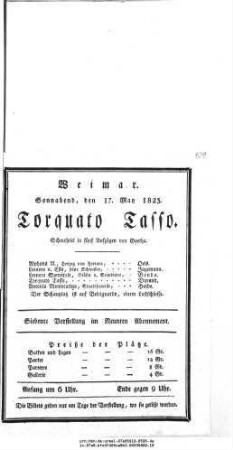 Weimar.
Sonnabend, den 17. May 1823.
Torquato Tasso.
Schauspiel in fünf Aufzügen von Goethe.
Alphons II., Herzog von Ferrara, Oels.
Leonore v. Este, seine Schwester, Jagemann.
Leonore Sanvitale, Gräfin v. Scandiano,
Torquato Tasso, Durand.
Antonio Montecatino, Staatssecretär, Haide.
Der Schauplatz ist auf Belriguardo, einem Lustschlosse.
Siebente Vorstellung im Neunten Abonnement.
Preise der Plätze.
Balkon und Logen — — — 16 Gr.
Parket — — — 12 Gr.
Parterre — — — 8 Gr.
Gallerie — — — 4 Gr.
Anfang um 6 Uhr. Ende gegen 9 Uhr.
Die Billets gelten nur am Tage der Vorstellung, wo sie gelößt worden.